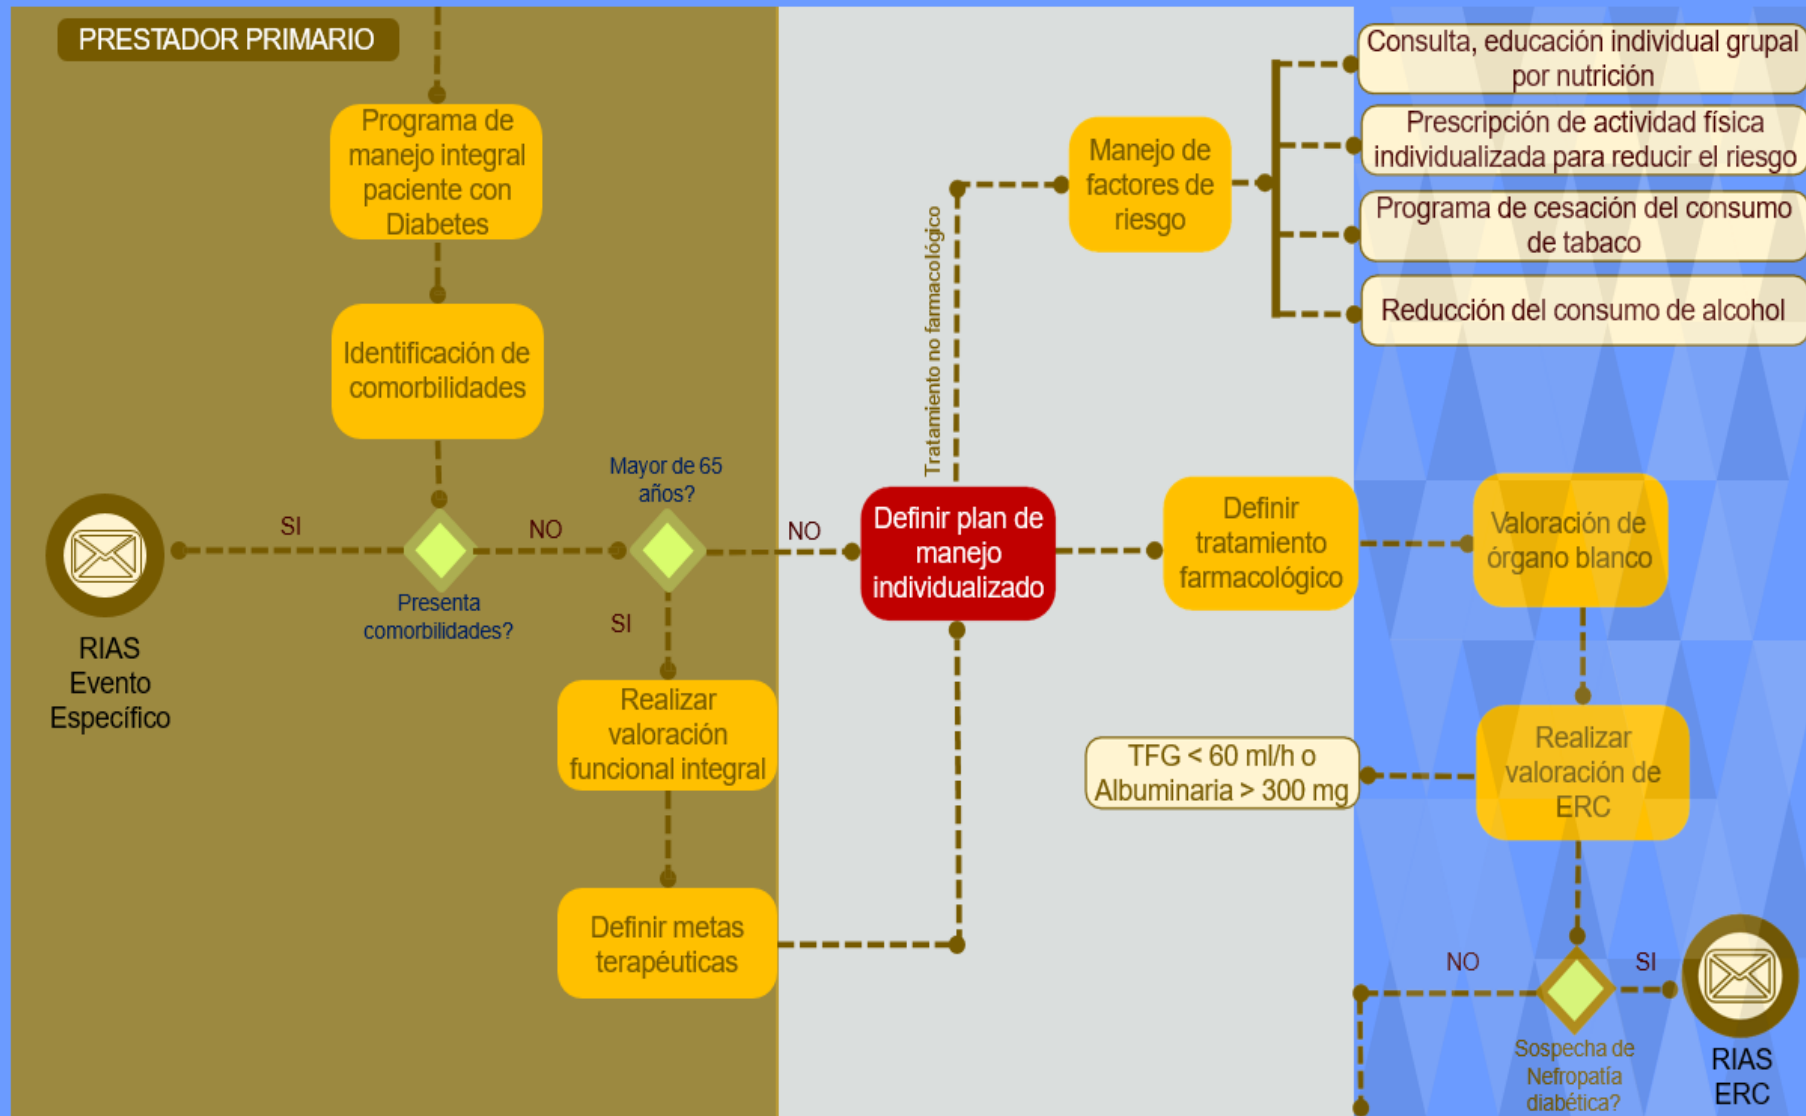 PRESTADOR PRIMARIO
Programa de
manejo integral
paciente con
Diabetes
Identificación de
comorbilidades
Presenta
comorbilidades?
SI
RIAS
Evento
Específico
NO
Mayor de 65
años?
SI
Realizar
valoración
funcional integral
Definir metas
terapéuticas
NO
Definir plan de
manejo
individualizado
Tratamiento no farmacológico
Manejo de
factores de
riesgo
Consulta, educación individual grupal
por nutrición
Prescripción de actividad física
individualizada para reducir el riesgo
Programa de cesación del consumo
de tabaco
Reducción del consumo de alcohol
Definir
tratamiento
farmacológico
Valoración de
órgano blanco
Realizar
valoración de
ERC
TFG < 60 ml/h o
Albuminaria > 300 mg
Sospecha de
Nefropatía
diabética?
NO
SI
RIAS
ERC